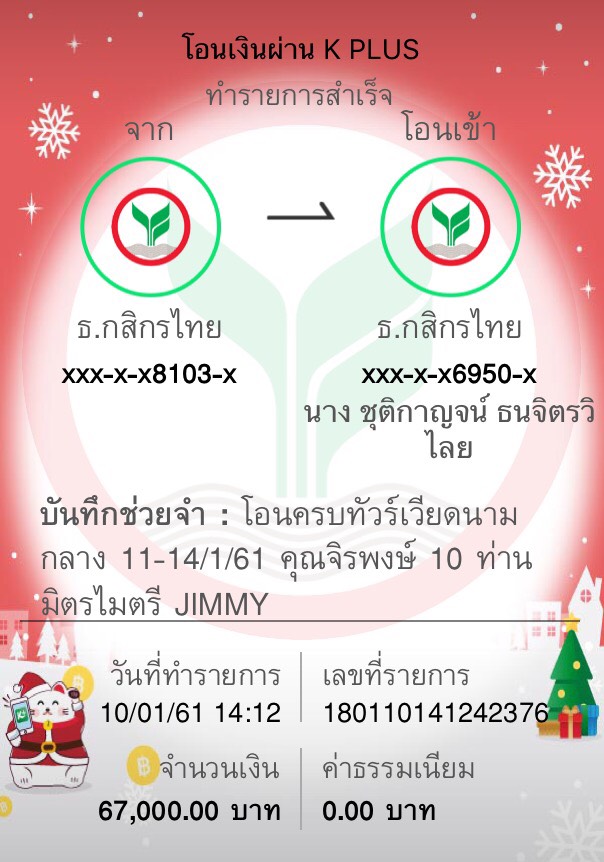 โอนเงินผ่าน K PLUS
ทำรายการสำเร็จ
จาก
โอนเข้า
ธ.กสิกรไทย
ธ.กสิกรไทย
xxx-x-x8103-x
xxx-x-x6950-x
นาง ชุติกาญจน์ ธนจิตรวิ
ไลย
บันทึกช่วยจำ : โอนครบทัวร์เวียดนาม
กลาง 11-14/1/61 คุณจิรพงษ์ 10 ท่าน
มิตรไมตรี JIMMY
วันที่ทำรายการ
เลขที่รายการ
10/01/61 14:12
180110141242376
จำนวนเงิน
ค่าธรรมเนียม
67,000.00 บาท
0.00 บาท